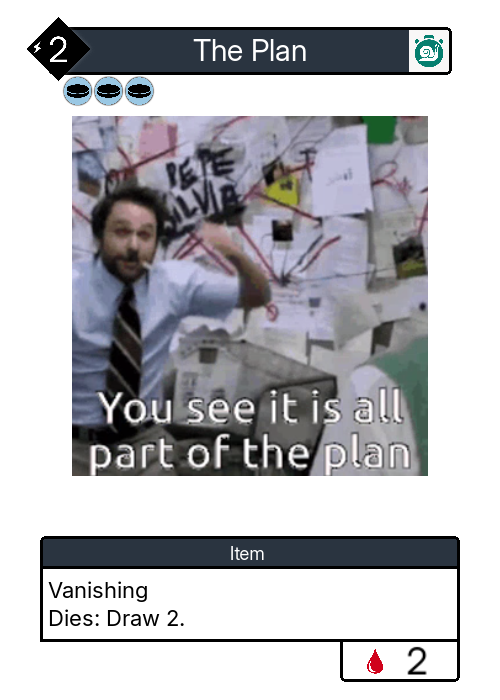 2
The Plan
PEPE
SILVIA
You see it is all
part of the plan
Item
Vanishing
Dies: Draw 2.
2